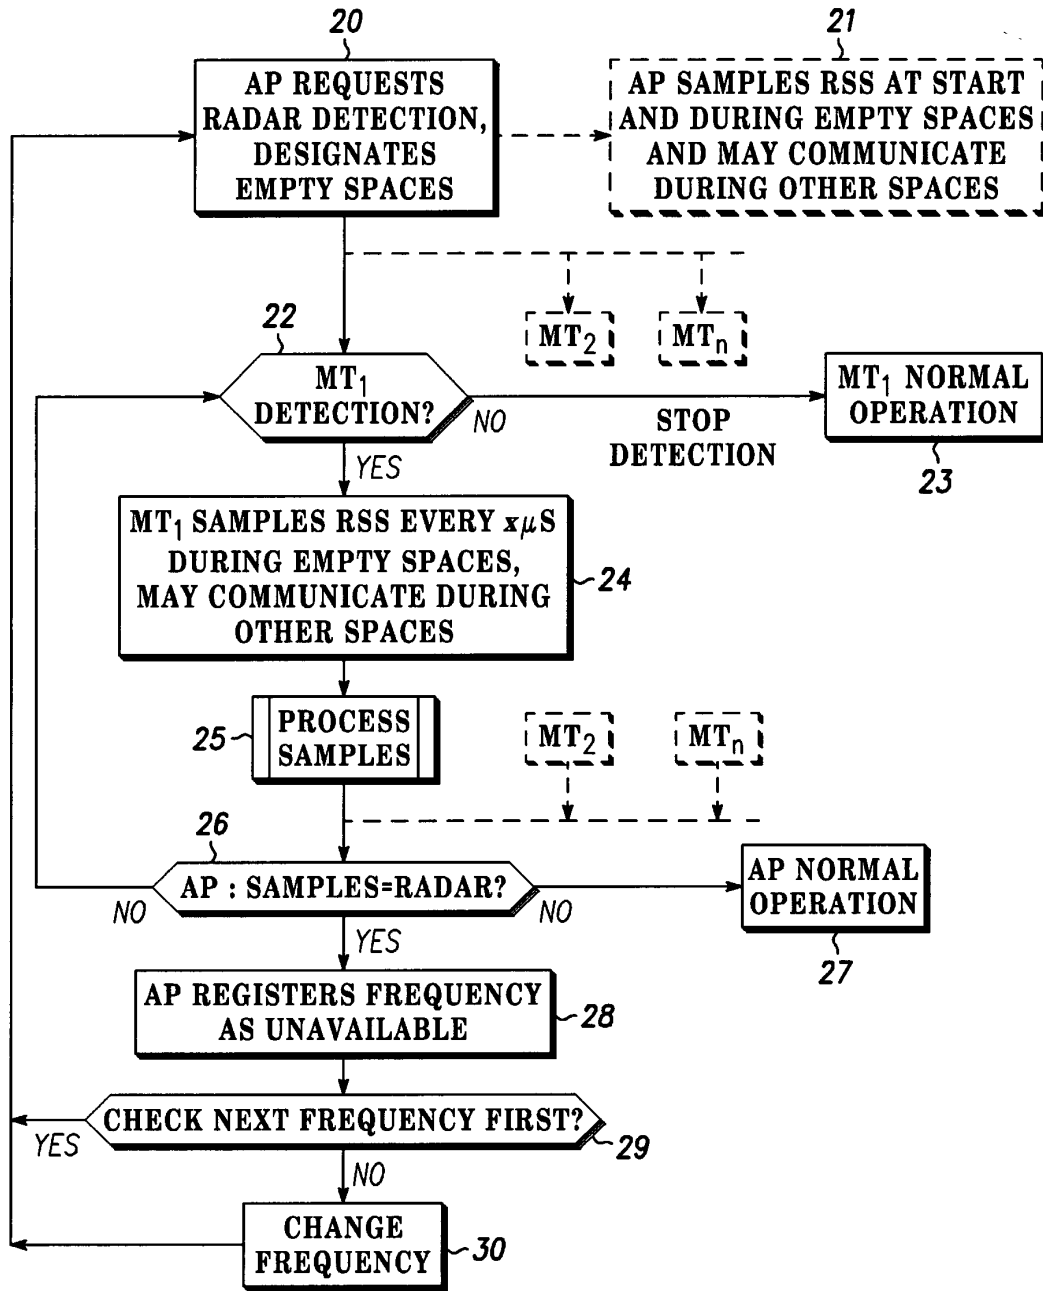 20
AP REQUESTS
RADAR DETECTION,
DESIGNATES
EMPTY SPACES
21
AP SAMPLES RSS AT START
AND DURING EMPTY SPACES
AND MAY COMMUNICATE
DURING OTHER SPACES
MT2
MTn
22
MT1
DETECTION?
NO
STOP
DETECTION
MT1 NORMAL
OPERATION
23
YES
MT1 SAMPLES RSS EVERY xμS
DURING EMPTY SPACES,
MAY COMMUNICATE DURING
OTHER SPACES
24
25
PROCESS
SAMPLES
MT2
MTn
26
AP : SAMPLES=RADAR?
NO
NO
AP NORMAL
OPERATION
27
YES
AP REGISTERS FREQUENCY
AS UNAVAILABLE
28
CHECK NEXT FREQUENCY FIRST?
YES
29
NO
CHANGE
FREQUENCY
30